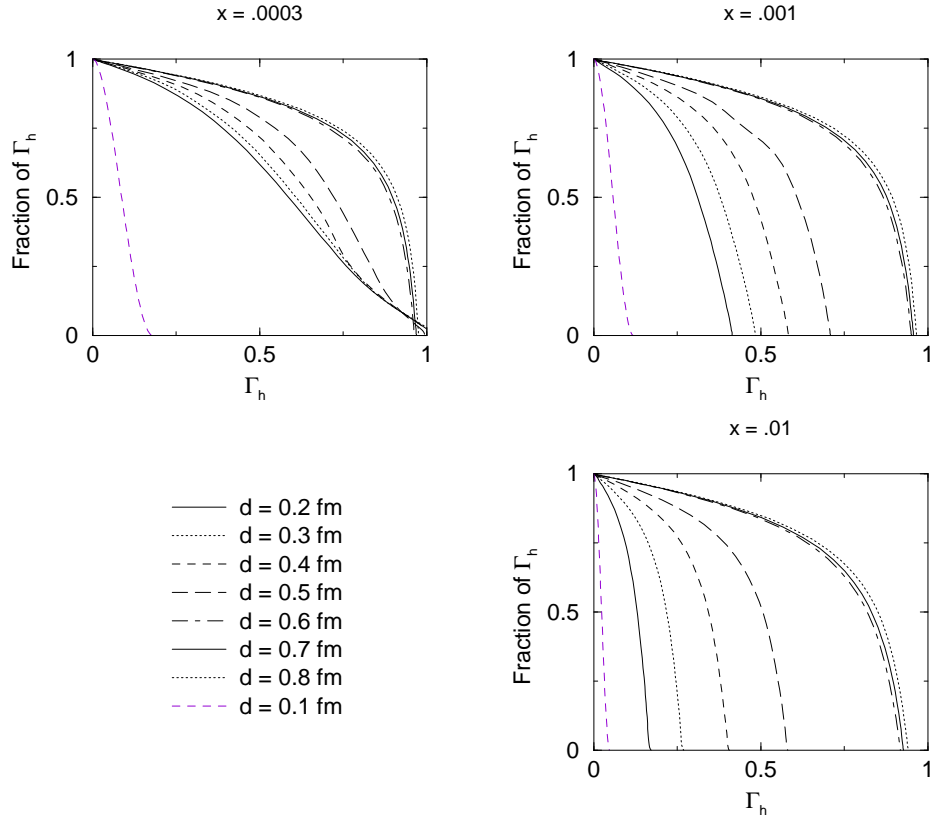 x = .0003
1
0.5
0
Fraction of Γh
0
0.5
1
Γh
x = .001
1
0.5
0
Fraction of Γh
0
0.5
1
Γh
d = 0.2 fm
d = 0.3 fm
d = 0.4 fm
d = 0.5 fm
d = 0.6 fm
d = 0.7 fm
d = 0.8 fm
d = 0.1 fm
x = .01
1
0.5
0
Fraction of Γh
0
0.5
1
Γh